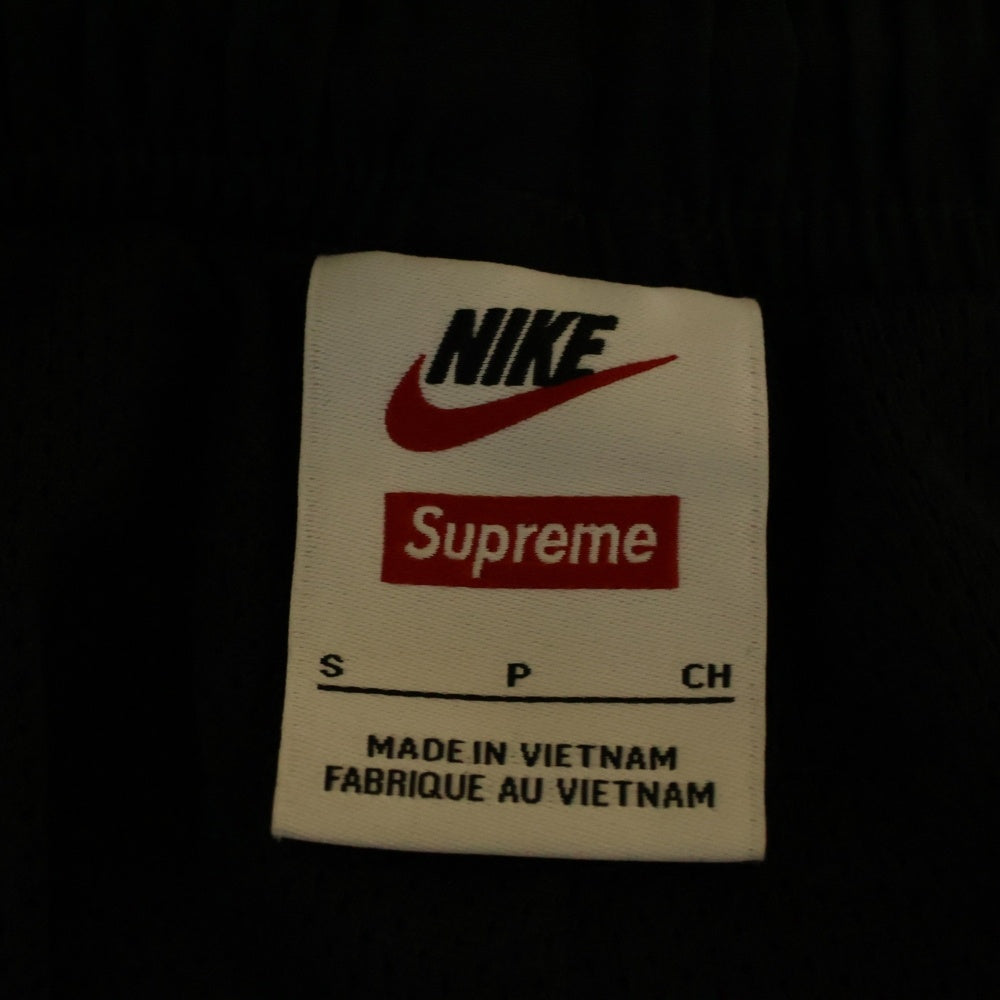 NIKE
Supreme
S P CH
MADE IN VIETNAM
FABRIQUE AU VIETNAM